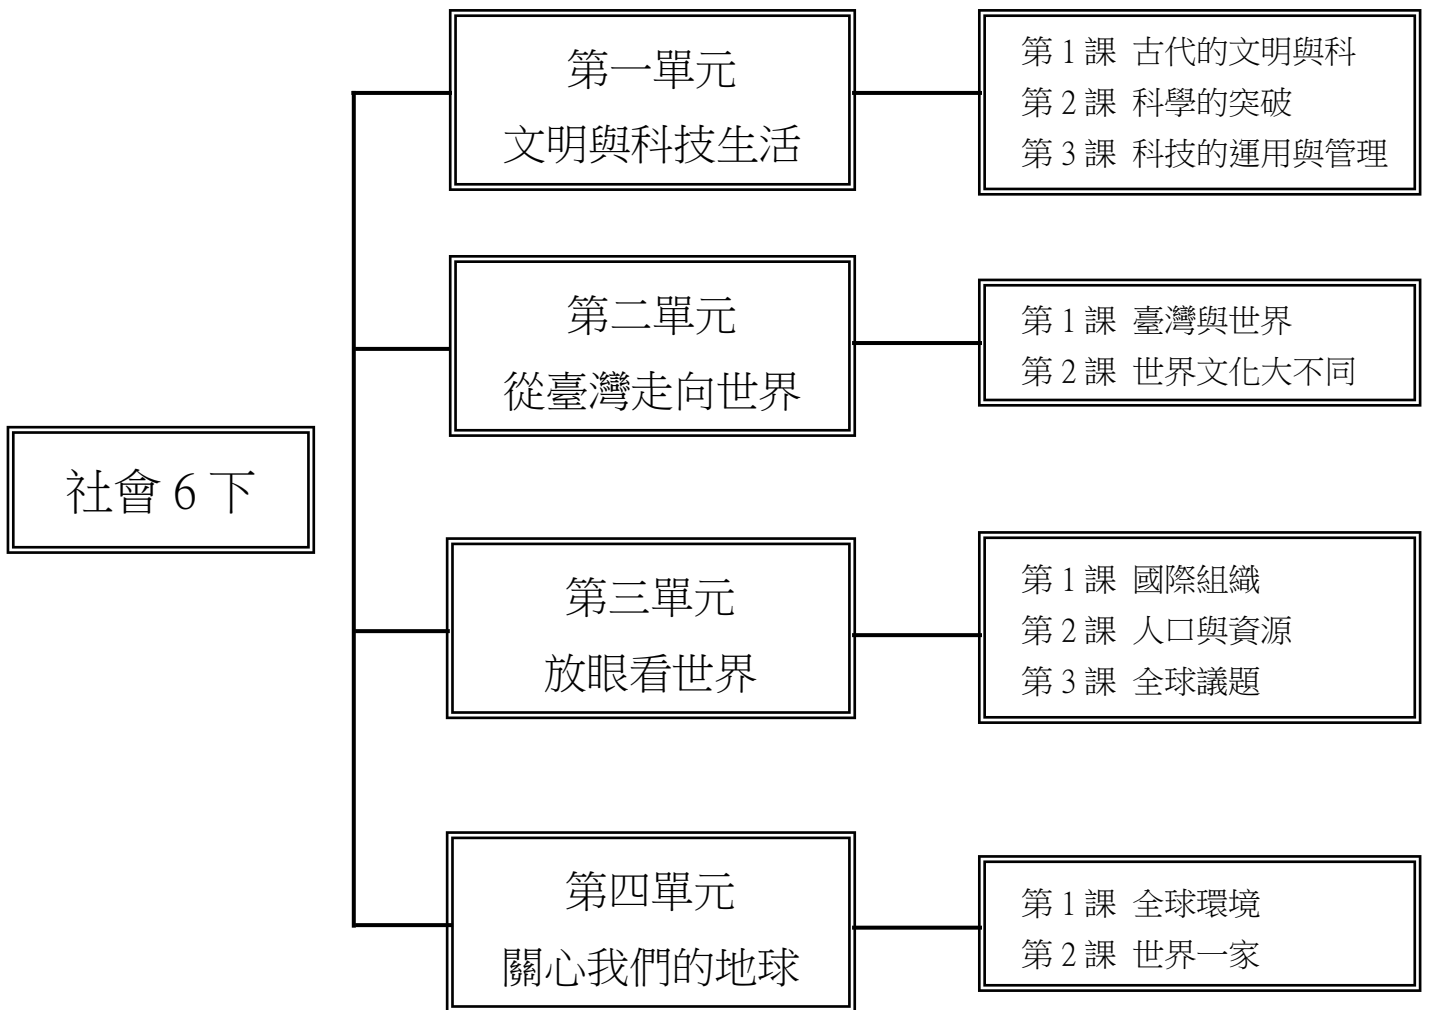 社會 6 下
第一單元
文明與科技生活
第 1 課 古代的文明與科
第 2 課 科學的突破
第 3 課 科技的運用與管理
第二單元
從臺灣走向世界
第 1 課 臺灣與世界
第 2 課 世界文化大不同
第三單元
放眼看世界
第 1 課 國際組織
第 2 課 人口與資源
第 3 課 全球議題
第四單元
關心我們的地球
第 1 課 全球環境
第 2 課 世界一家